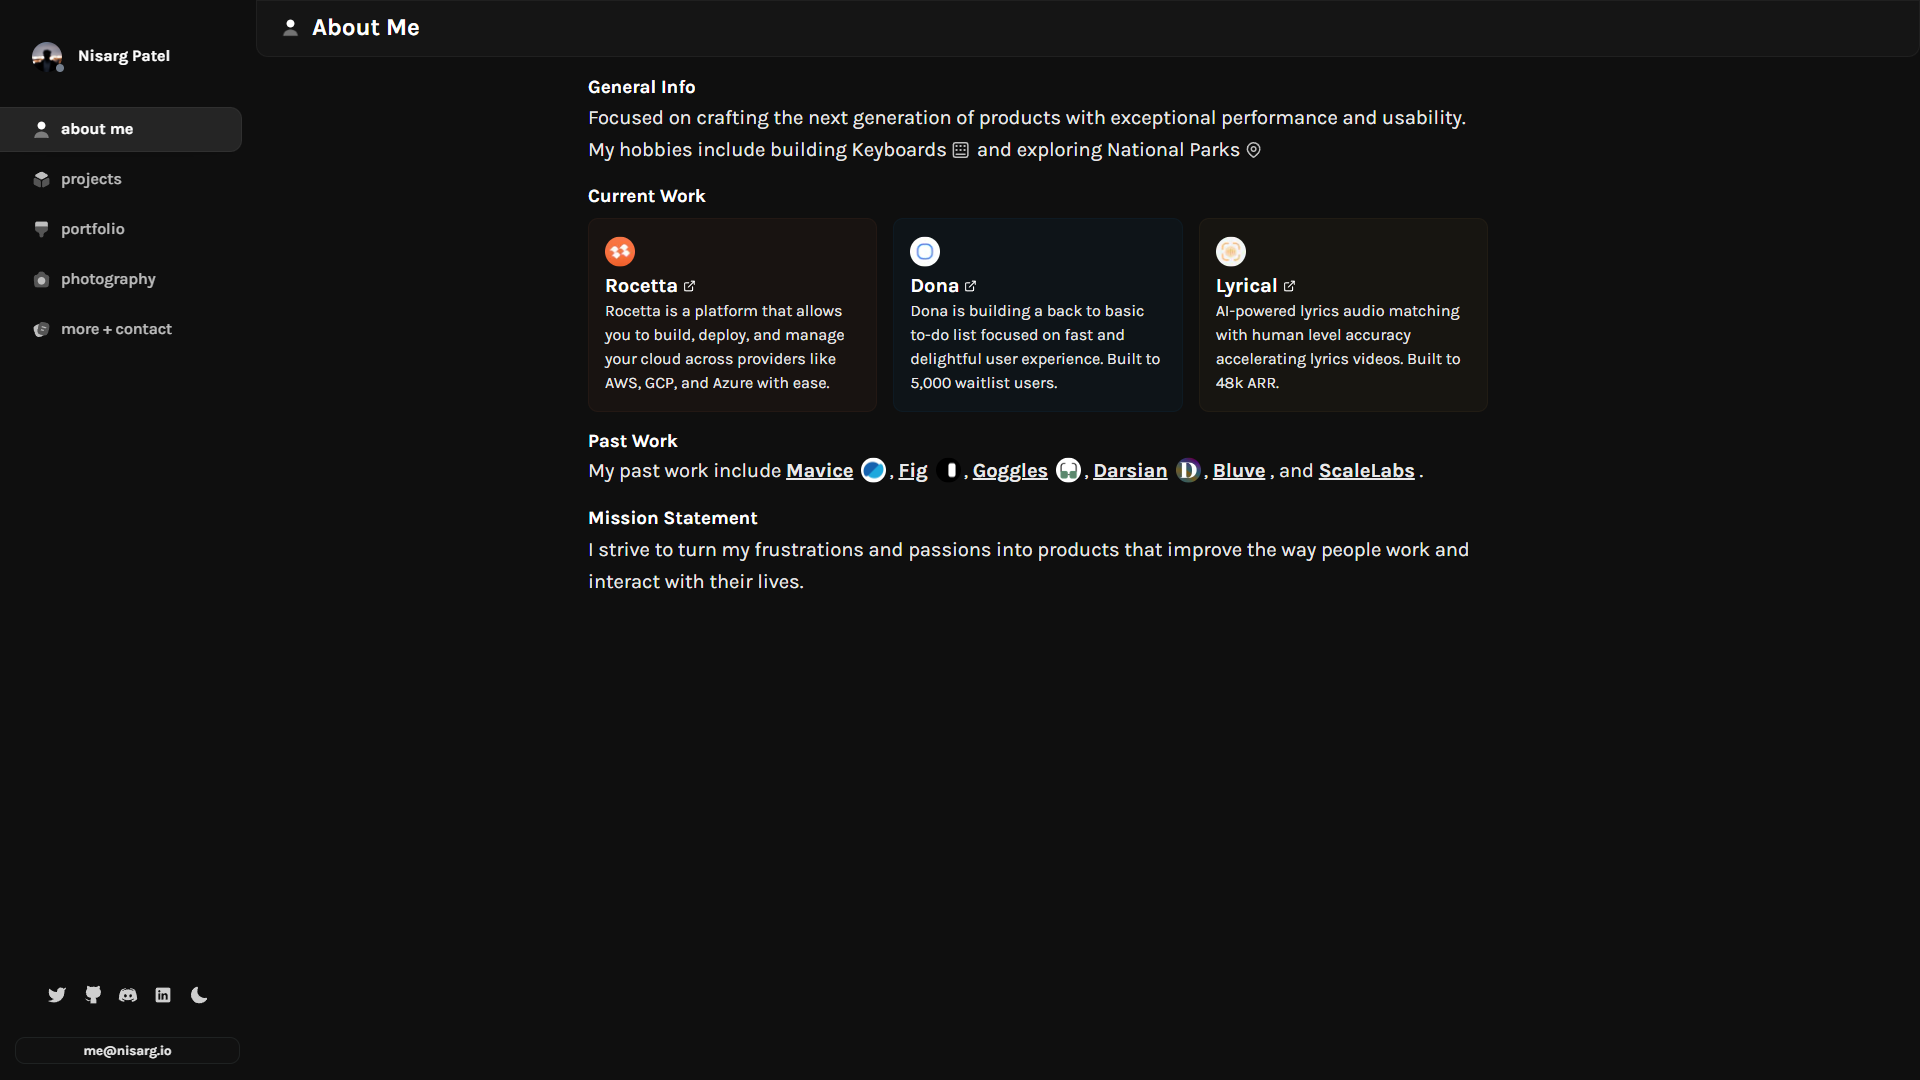 Nisarg Patel
about me
projects
portfolio
photography
more + contact
me@nisarg.io
About Me
General Info
Focused on crafting the next generation of products with exceptional performance and usability.
My hobbies include building Keyboards and exploring National Parks
Current Work
Rocetta
Rocetta is a platform that allows
you to build, deploy, and manage
your cloud across providers like
AWS, GCP, and Azure with ease.
Dona
Dona is building a back to basic
to-do list focused on fast and
delightful user experience. Built to
5,000 waitlist users.
Lyrical
AI-powered lyrics audio matching
with human level accuracy
accelerating lyrics videos. Built to
48k ARR.
Past Work
My past work include Mavice , Fig , Goggles , Darsian D , Bluve , and ScaleLabs .
Mission Statement
I strive to turn my frustrations and passions into products that improve the way people work and
interact with their lives.